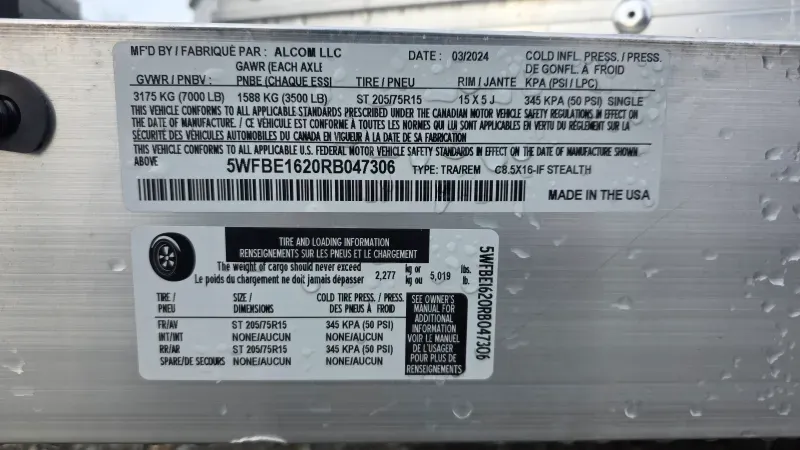 MF'D BY / FABRIQUÉ PAR : ALCOM LLC DATE : 03/2024 COLD INFL. PRESS. / PRESS.
GAWR (EACH AXLE DE GONFL. À FROID
GVWR / PNBV : PNBE (CHAQUE ESSI TIRE / PNEU RIM / JANTE KPA (PSI / LPC)
3175 KG (7000 LB) 1588 KG (3500 LB) ST 205/75R15 15 X 5 J 345 KPA (50 PSI) SINGLE
THIS VEHICLE CONFORMS TO ALL APPLICABLE STANDARDS PRESCRIBED UNDER THE CANADIAN MOTOR VEHICLE SAFETY REGULATIONS IN EFFECT
ON THE DATE OF MANUFACTURE / CE VÉHICULE EST CONFORME À TOUTES LES NORMES QUI LUI SONT APPLICABLES EN VERTU DU RÈGLEMENT SUR LA
SÉCURITÉ DES VÉHICULES AUTOMOBILES DU CANADA EN VIGUEUR À LA DATE DE SA FABRICATION
THIS VEHICLE CONFORMS TO ALL APPLICABLE U.S. FEDERAL MOTOR VEHICLE SAFETY STANDARDS IN EFFECT ON THE DATE OF MANUFACTURE SHOWN
ABOVE
5WFBE1620RB047306 TYPE: TRA/REM C8.5X16-IF STEALTH
MADE IN THE USA
TIRE AND LOADING INFORMATION
RENSEIGNEMENTS SUR LES PNEUS ET LE CHARGEMENT
The weight of cargo should never exceed
Le poids du chargement ne doit jamais dépasser 2,277 kg or kg ou 5,019 lbs. lb.
TIRE / PNEU SIZE / DIMENSIONS COLD TIRE PRESS. / PRESS. DES PNEUS À FROID
FR/AV ST 205/75R15 345 KPA (50 PSI)
INT/INT NONE/AUCUN NONE/AUCUN
RR/AR ST 205/75R15 345 KPA (50 PSI)
SPARE/DE SECOURS NONE/AUCUN NONE/AUCUN
SEE OWNER'S
MANUAL FOR
ADDITIONAL
INFORMATION
VOIR LE MANUEL
DE L'USAGER
POUR PLUS DE
RENSEIGNEMENTS
5WFBE1620RB047306